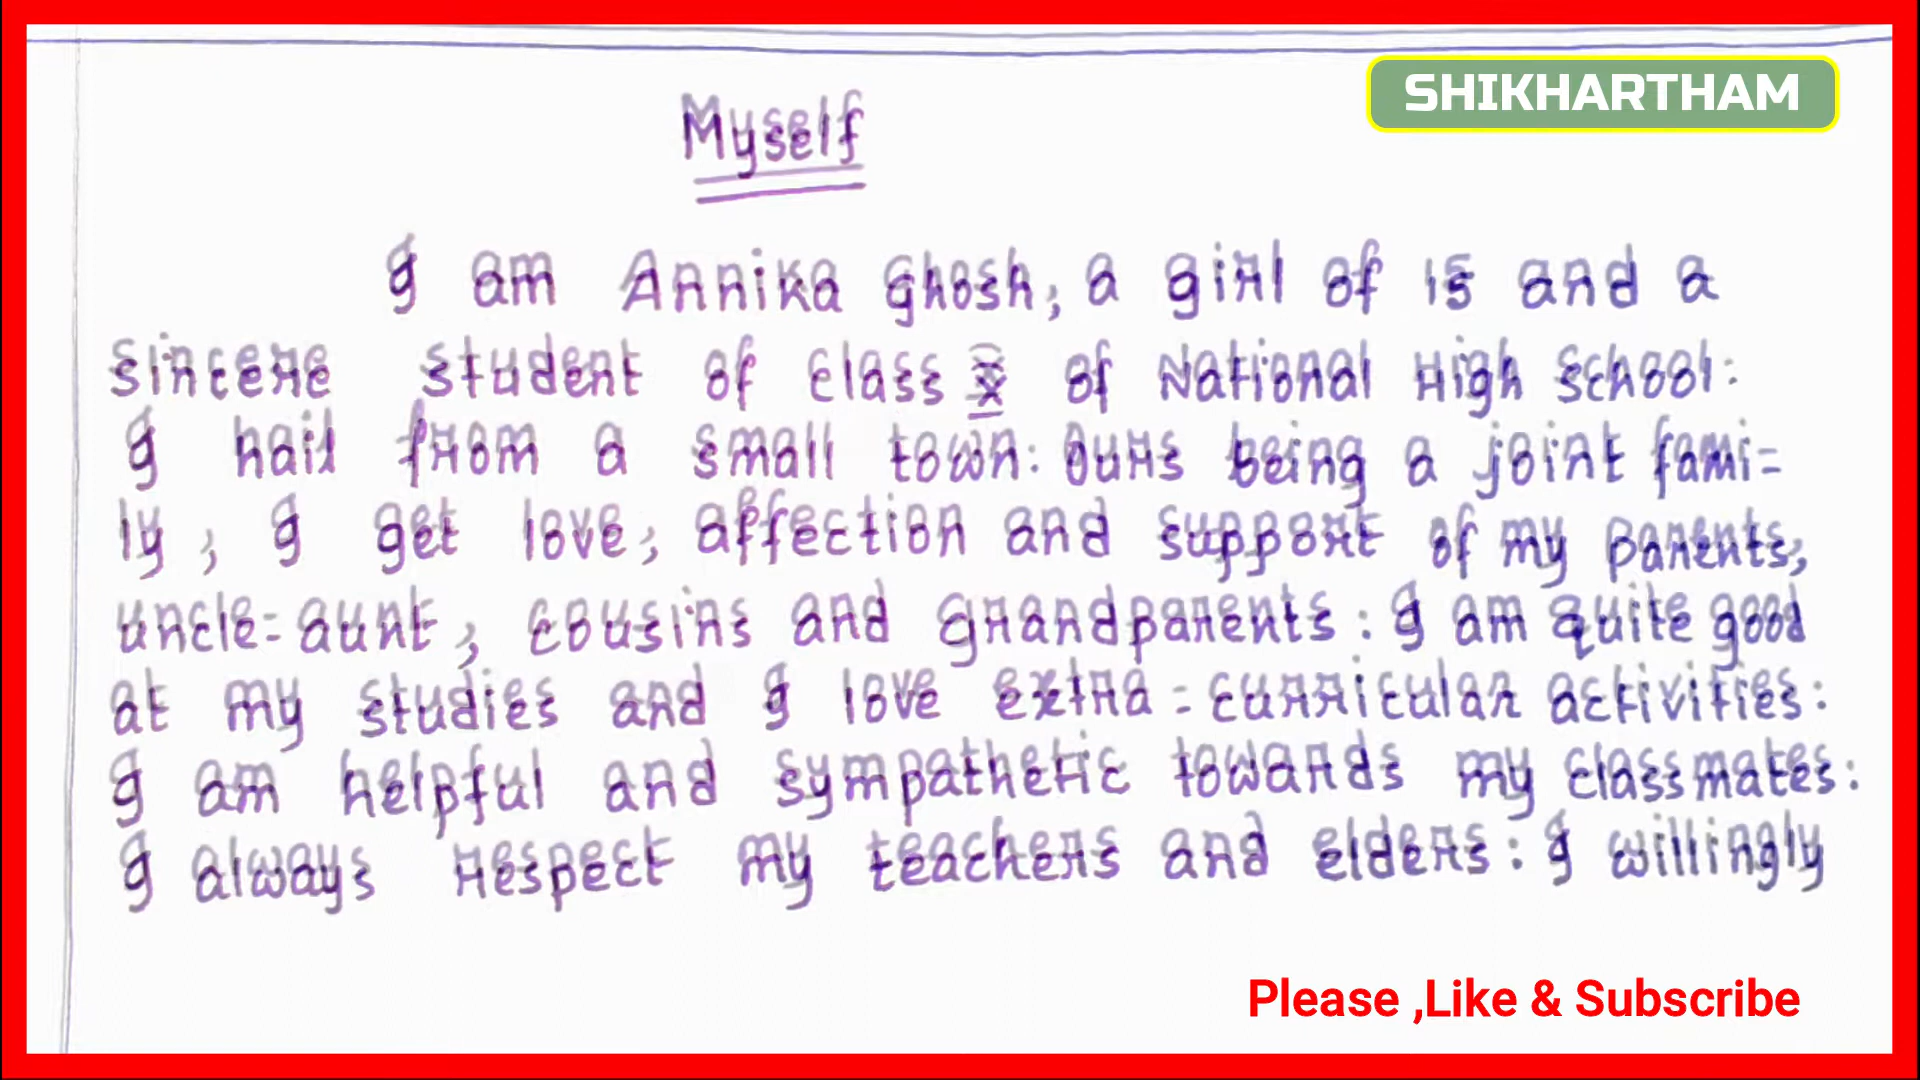 SHIKHARTHAM
Myself
I am Annika Ghosh, a girl of 15 and a
sincere student of class X of National High School.
I hail from a small town. Ours being a joint fami-
ly, I get love, affection and support of my parents,
uncle-aunt, cousins and grandparents. I am quite good
at my studies and I love extra-curricular activities.
I am helpful and sympathetic towards my classmates.
I always respect my teachers and elders. I willingly
Please ,Like & Subscribe